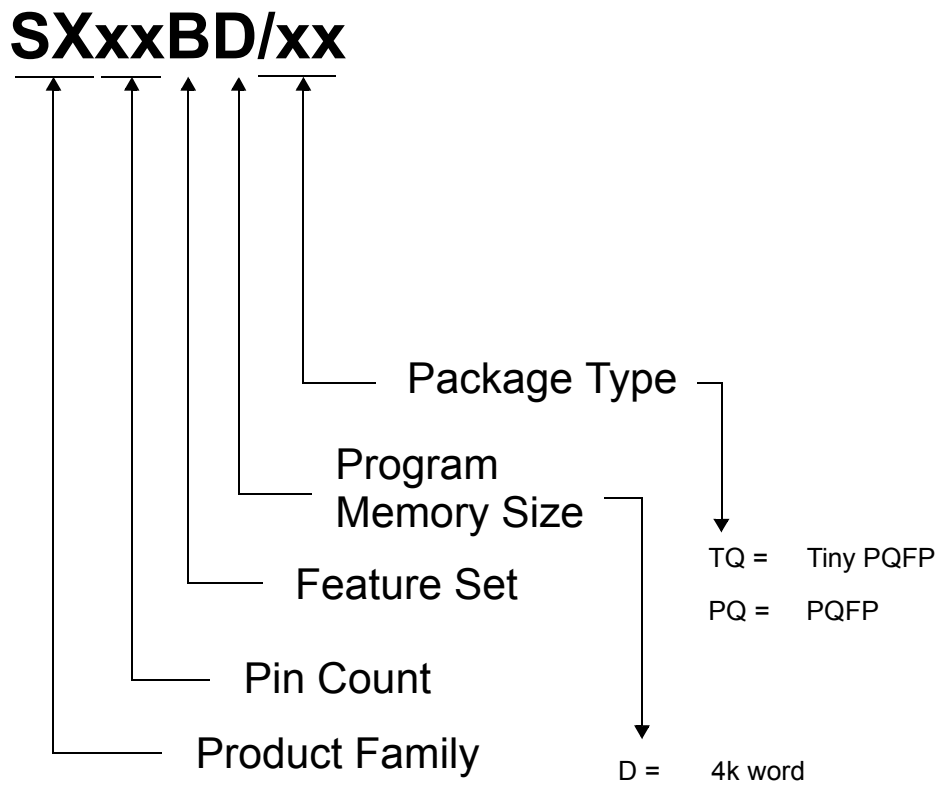 SXxxBD/xx
Package Type
Program
Memory Size
TQ = Tiny PQFP
Feature Set
PQ = PQFP
Pin Count
Product Family
D = 4k word